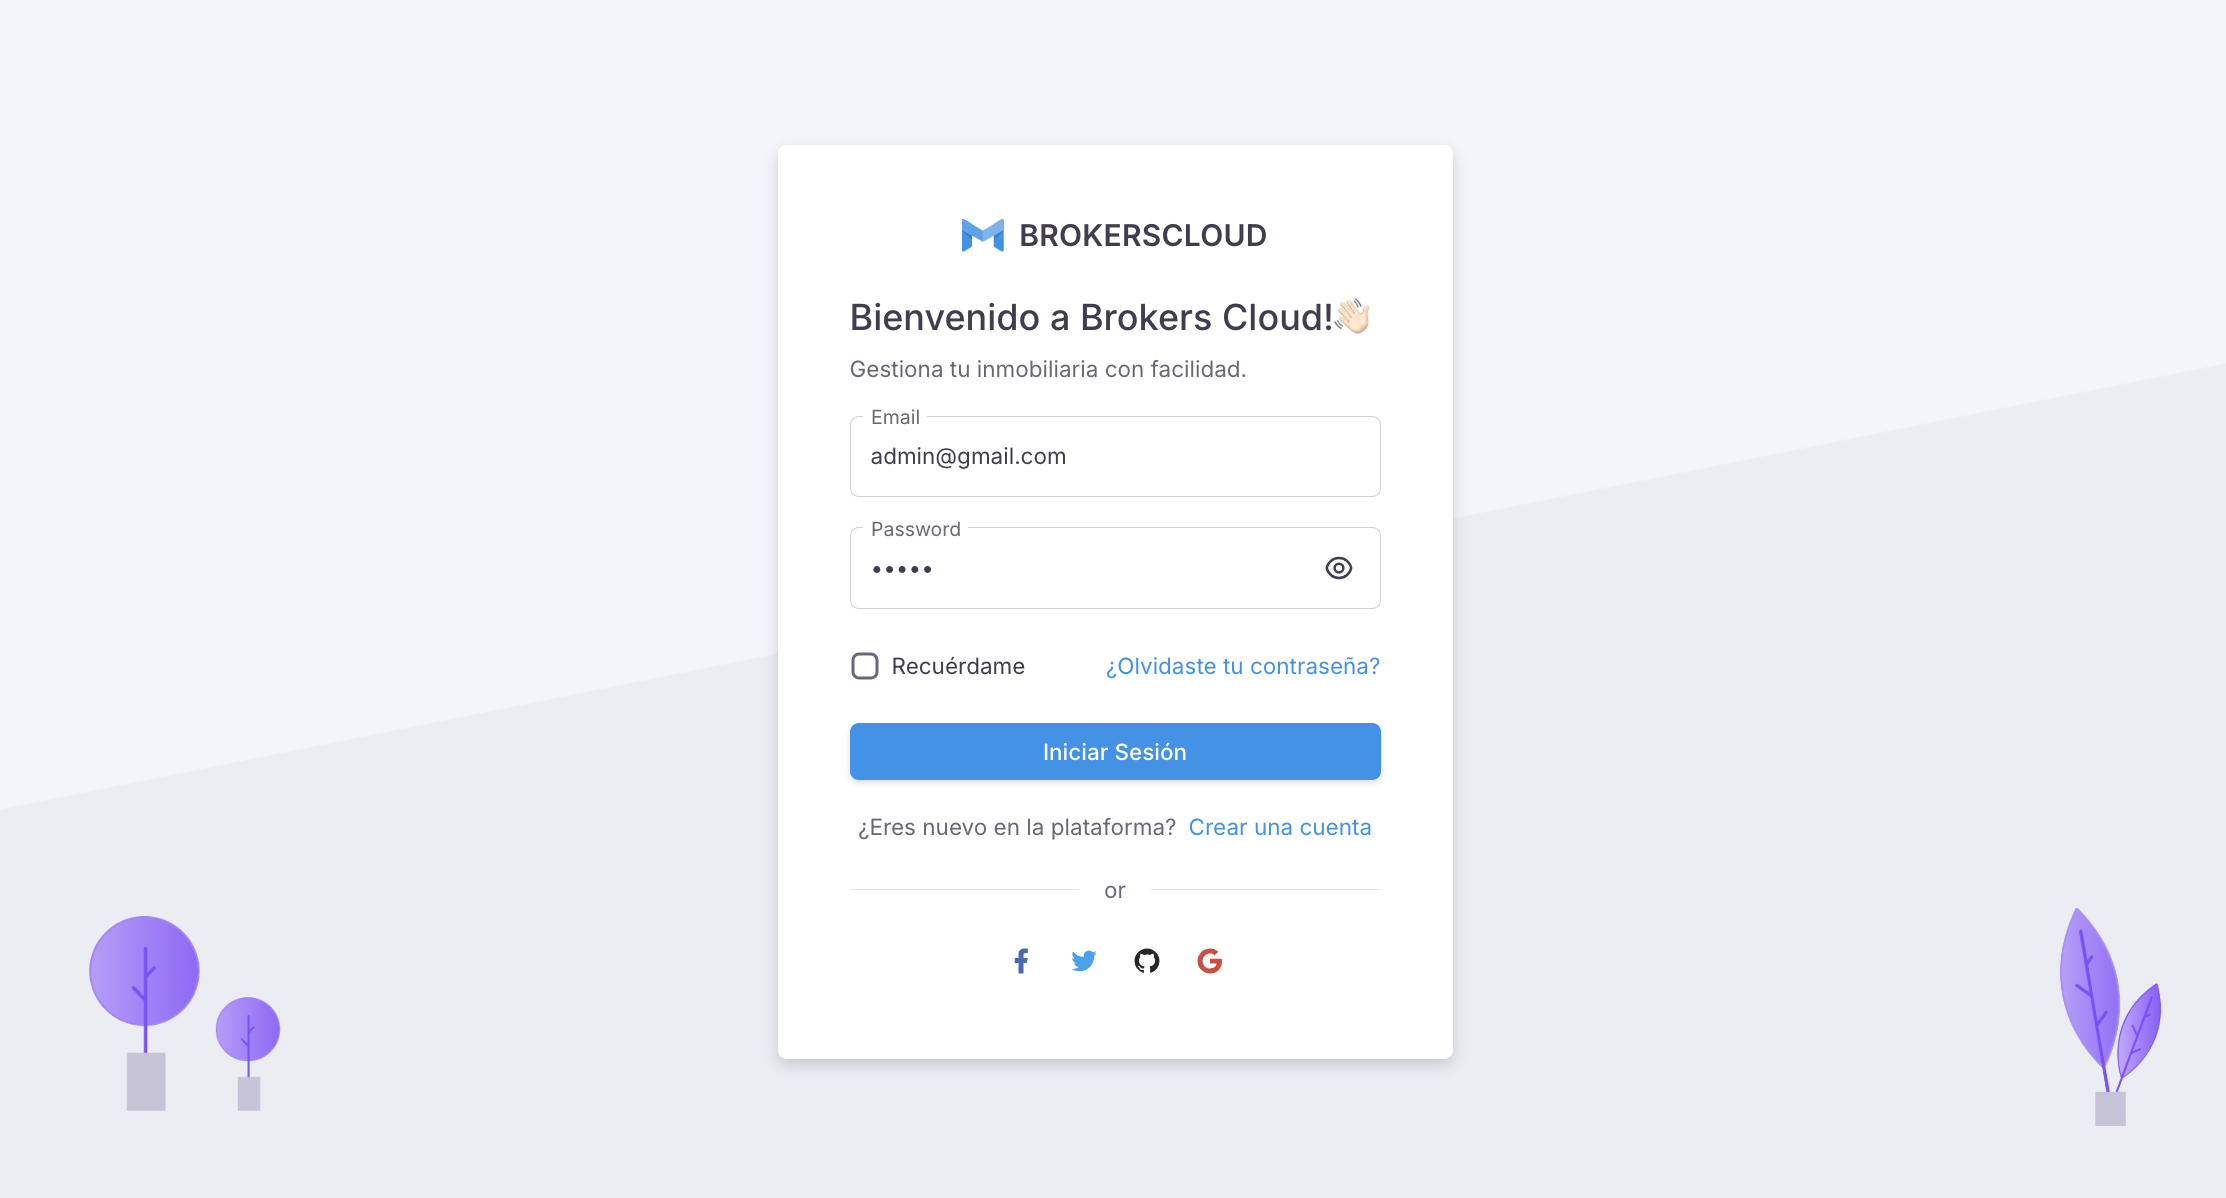 BROKERSCLOUD
Bienvenido a Brokers Cloud!👋🏻
Gestiona tu inmobiliaria con facilidad.
Email
admin@gmail.com
Password
•••••
Recuérdame ¿Olvidaste tu contraseña?
Iniciar Sesión
¿Eres nuevo en la plataforma? Crear una cuenta
or